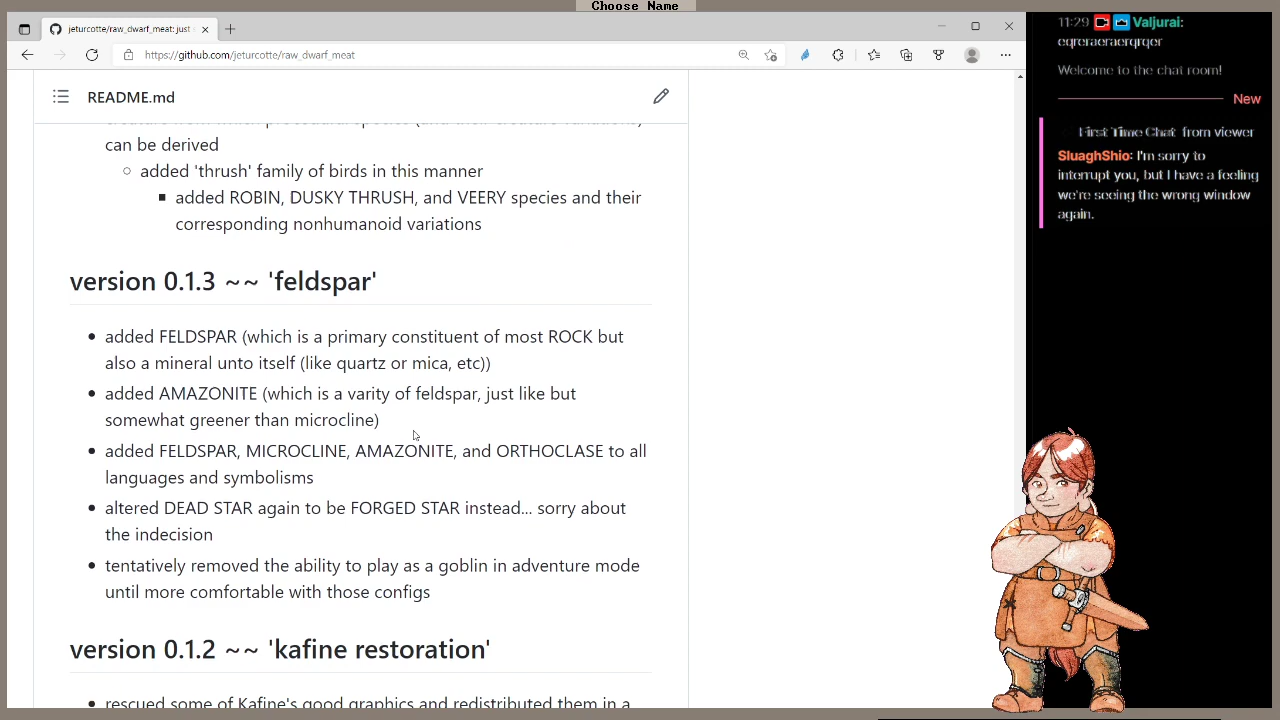 Choose Name
jeturcotte/raw_dwarf_meat: just
https://github.com/jeturcotte/raw_dwarf_meat
README.md
can be derived
added 'thrush' family of birds in this manner
added ROBIN, DUSKY THRUSH, and VEERY species and their
corresponding nonhumanoid variations
version 0.1.3 ~~ 'feldspar'
added FELDSPAR (which is a primary constituent of most ROCK but
also a mineral unto itself (like quartz or mica, etc))
added AMAZONITE (which is a varity of feldspar, just like but
somewhat greener than microcline)
added FELDSPAR, MICROCLINE, AMAZONITE, and ORTHOCLASE to all
languages and symbolisms
altered DEAD STAR again to be FORGED STAR instead... sorry about
the indecision
tentatively removed the ability to play as a goblin in adventure mode
until more comfortable with those configs
version 0.1.2 ~~ 'kafine restoration'
rescued some of Kafine's good graphics and redistributed them in a
11:29 Valjurai:
eqreraeraerqrqer
Welcome to the chat room!
New
First Time Chat from viewer
SluaghShio: I'm sorry to
interrupt you, but I have a feeling
we're seeing the wrong window
again.